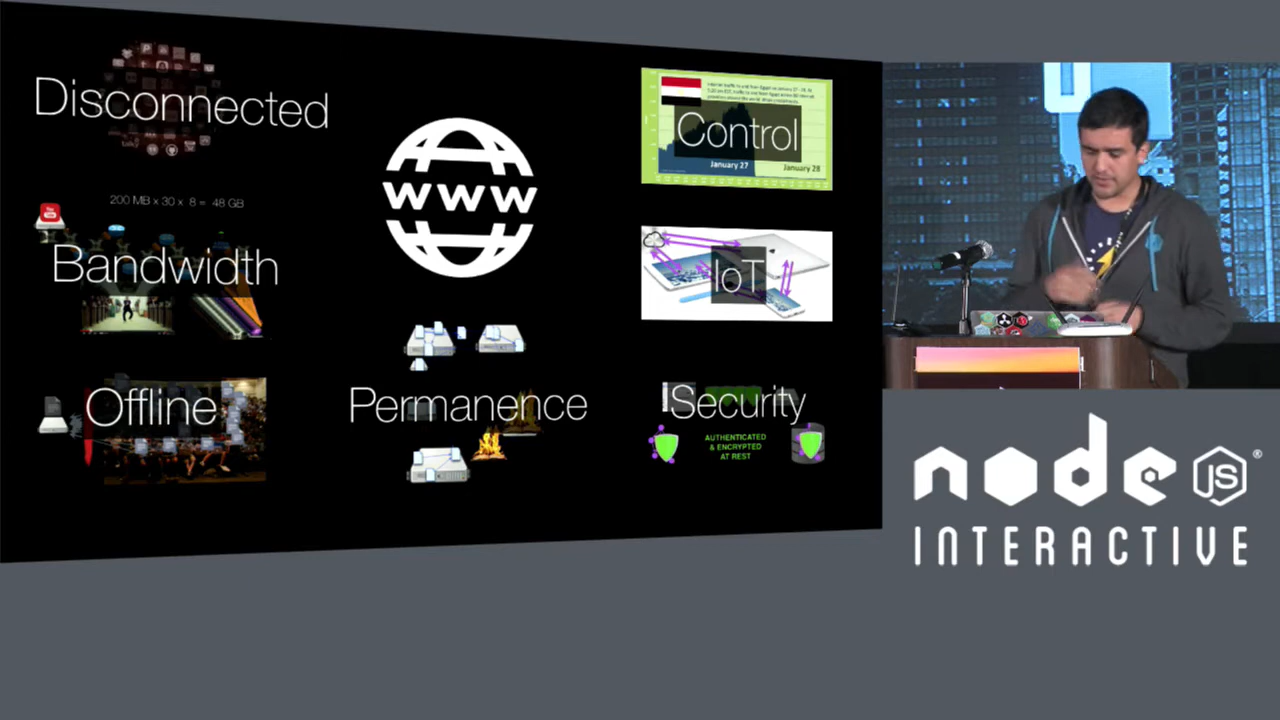 Disconnected
200 MB x 30 x 8 = 48 GB
Bandwidth
Offline
www
Permanence
Control
January 27
January 28
IoT
Security
AUTHENTICATED
& ENCRYPTED
AT REST
node JS ®
INTERACTIVE